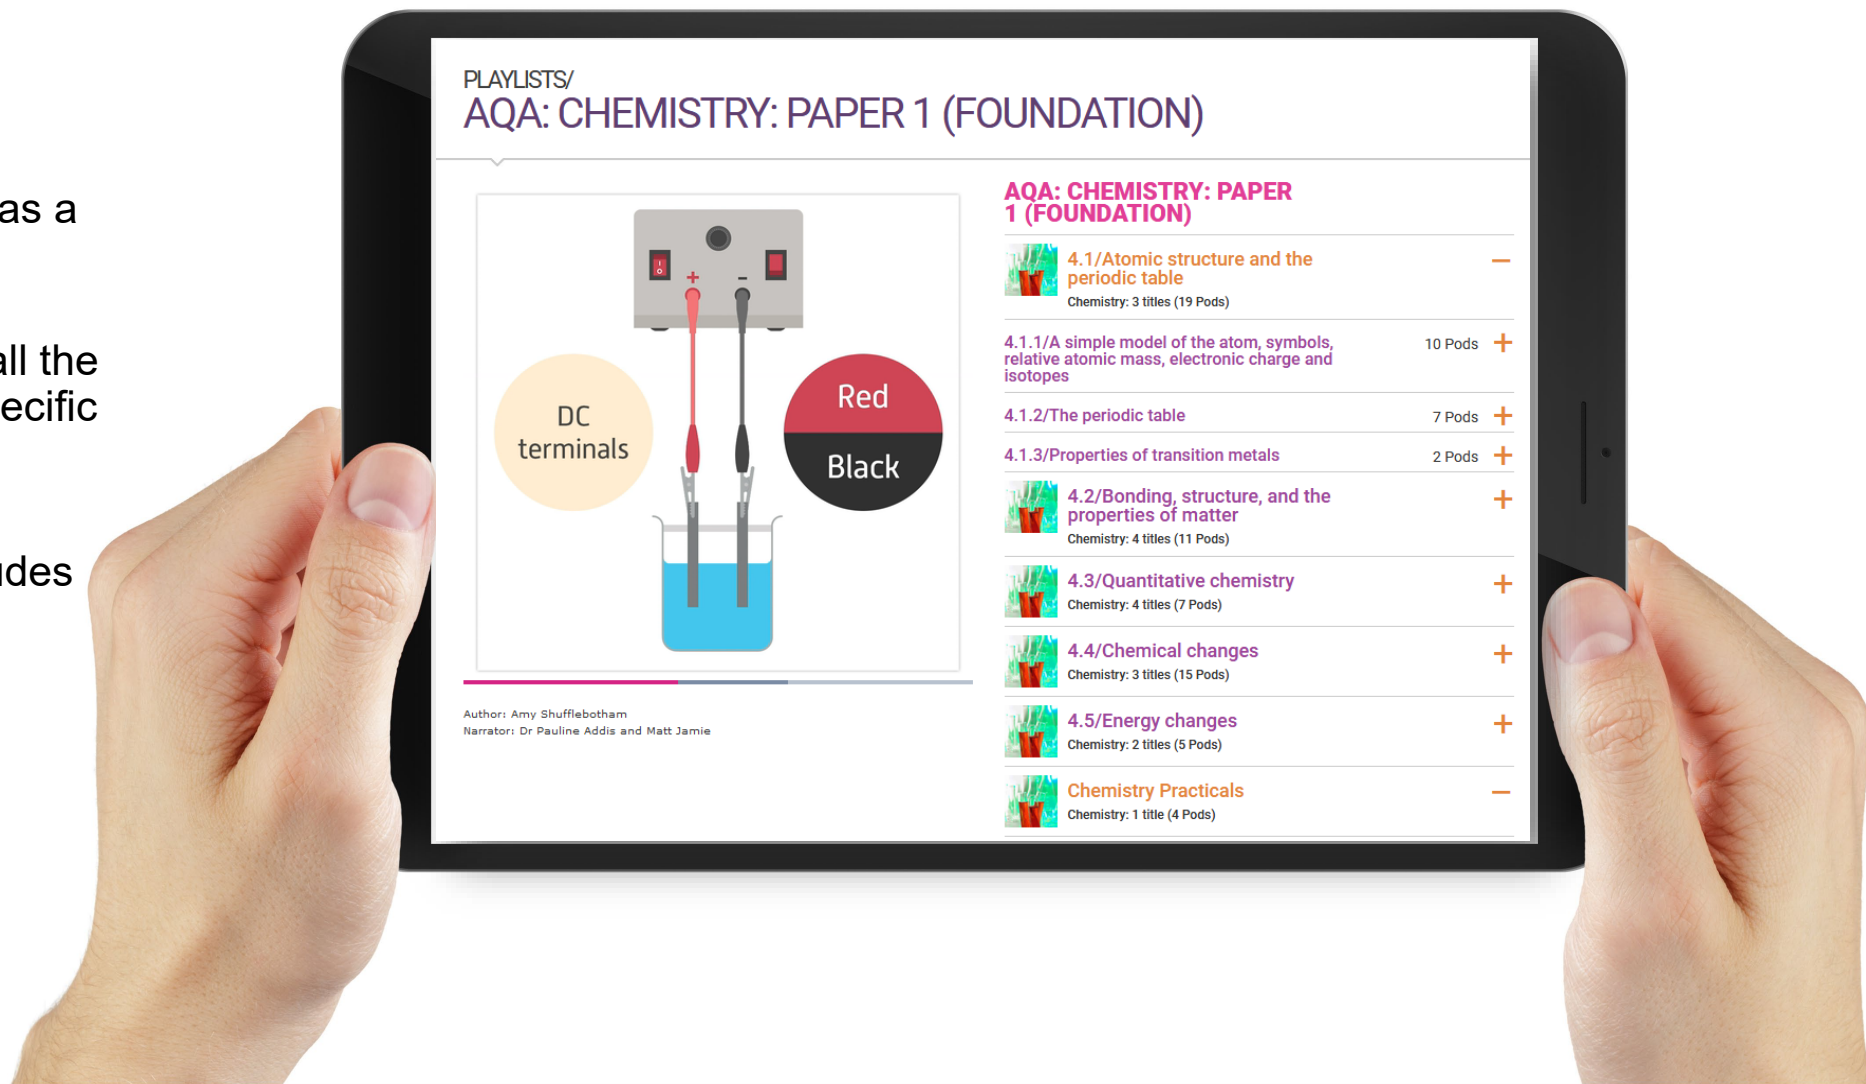 as a
all the
ecific
udes
PLAYLISTS/
AQA: CHEMISTRY: PAPER 1 (FOUNDATION)
+ -
DC
terminals
Red
Black
Author: Amy Shufflebotham
Narrator: Dr Pauline Addis and Matt Jamie
AQA: CHEMISTRY: PAPER
1 (FOUNDATION)
4.1/Atomic structure and the
periodic table
Chemistry: 3 titles (19 Pods)
4.1.1/A simple model of the atom, symbols,
relative atomic mass, electronic charge and
isotopes
10 Pods
4.1.2/The periodic table
7 Pods
4.1.3/Properties of transition metals
2 Pods
4.2/Bonding, structure, and the
properties of matter
Chemistry: 4 titles (11 Pods)
4.3/Quantitative chemistry
Chemistry: 4 titles (7 Pods)
4.4/Chemical changes
Chemistry: 3 titles (15 Pods)
4.5/Energy changes
Chemistry: 2 titles (5 Pods)
Chemistry Practicals
Chemistry: 1 title (4 Pods)